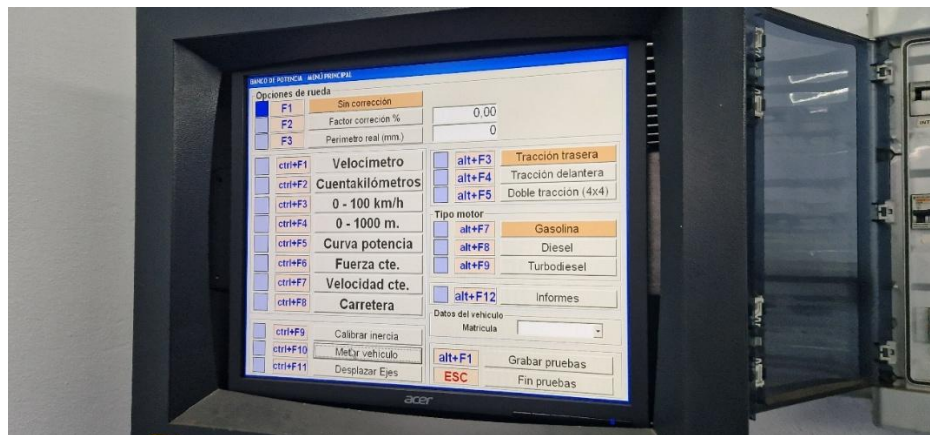 BANCO DE POTENCIA - MENÚ PRINCIPAL
Opciones de rueda
F1 Sin corrección
F2 Factor correción % 0,00
F3 Perimetro real (mm.) 0
ctrl+F1 Velocimetro
ctrl+F2 Cuentakilómetros
ctrl+F3 0 - 100 km/h
ctrl+F4 0 - 1000 m.
ctrl+F5 Curva potencia
ctrl+F6 Fuerza cte.
ctrl+F7 Velocidad cte.
ctrl+F8 Carretera
ctrl+F9 Calibrar inercia
ctrl+F10 Meter vehiculo
ctrl+F11 Desplazar Ejes
alt+F3 Tracción trasera
alt+F4 Tracción delantera
alt+F5 Doble tracción (4x4)
Tipo motor
alt+F7 Gasolina
alt+F8 Diesel
alt+F9 Turbodiesel
alt+F12 Informes
Datos del vehiculo
Matricula
alt+F1 Grabar pruebas
ESC Fin pruebas
acer